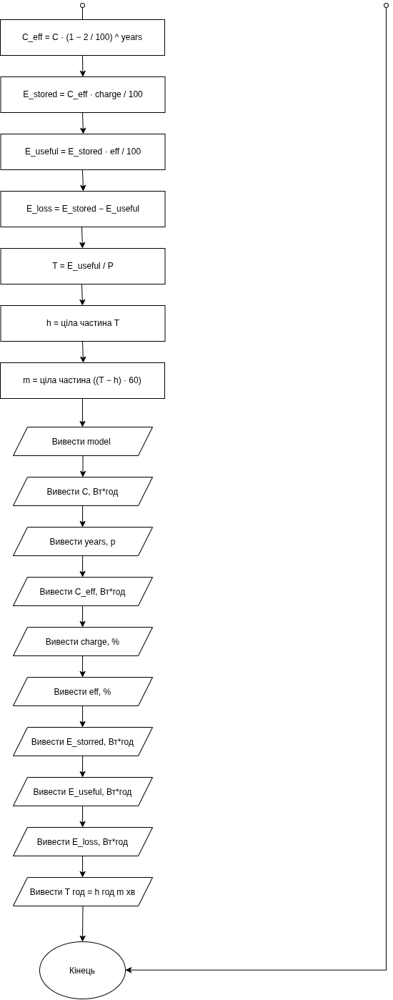 C_eff = C · (1 − 2 / 100) ^ years
E_stored = C_eff · charge / 100
E_useful = E_stored · eff / 100
E_loss = E_stored − E_useful
T = E_useful / P
h = ціла частина T
m = ціла частина ((T − h) · 60)
Вивести model
Вивести C, Вт*год
Вивести years, р
Вивести C_eff, Вт*год
Вивести charge, %
Вивести eff, %
Вивести E_storred, Вт*год
Вивести E_useful, Вт*год
Вивести E_loss, Вт*год
Вивести T год = h год m хв
Кінець